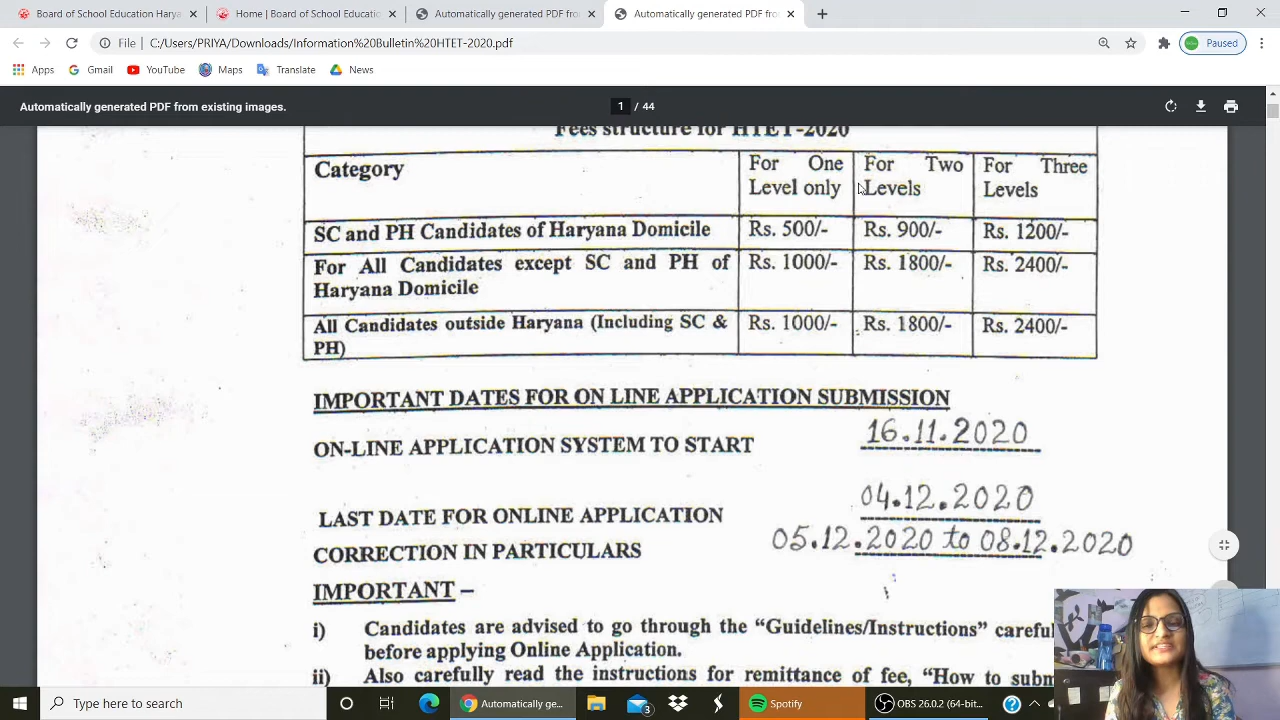 Board of School Education Harya
Home | Board of School Educatio
Automatically generated PDF from
Automatically generated PDF from
File | C:/Users/PRIYA/Downloads/Information%20Bulletin%20HTET-2020.pdf
Paused
Apps Gmail YouTube Maps Translate News
Automatically generated PDF from existing images.
1 / 44
Fees structure for HTET-2020
Category
For One Level only
For Two Levels
For Three Levels
SC and PH Candidates of Haryana Domicile Rs. 500/- Rs. 900/- Rs. 1200/-
For All Candidates except SC and PH of Rs. 1000/- Rs. 1800/- Rs. 2400/-
Haryana Domicile
All Candidates outside Haryana (Including SC & Rs. 1000/- Rs. 1800/- Rs. 2400/-
PH)
IMPORTANT DATES FOR ON LINE APPLICATION SUBMISSION
ON-LINE APPLICATION SYSTEM TO START 16.11.2020
LAST DATE FOR ONLINE APPLICATION 04.12.2020
CORRECTION IN PARTICULARS 05.12.2020 to 08.12.2020
IMPORTANT –
i) Candidates are advised to go through the "Guidelines/Instructions" carefu
before applying Online Application.
ii) Also carefully read the instructions for remittance of fee, "How to subm
Type here to search
Automatically ge...
3
Spotify
OBS 26.0.2 (64-bit...